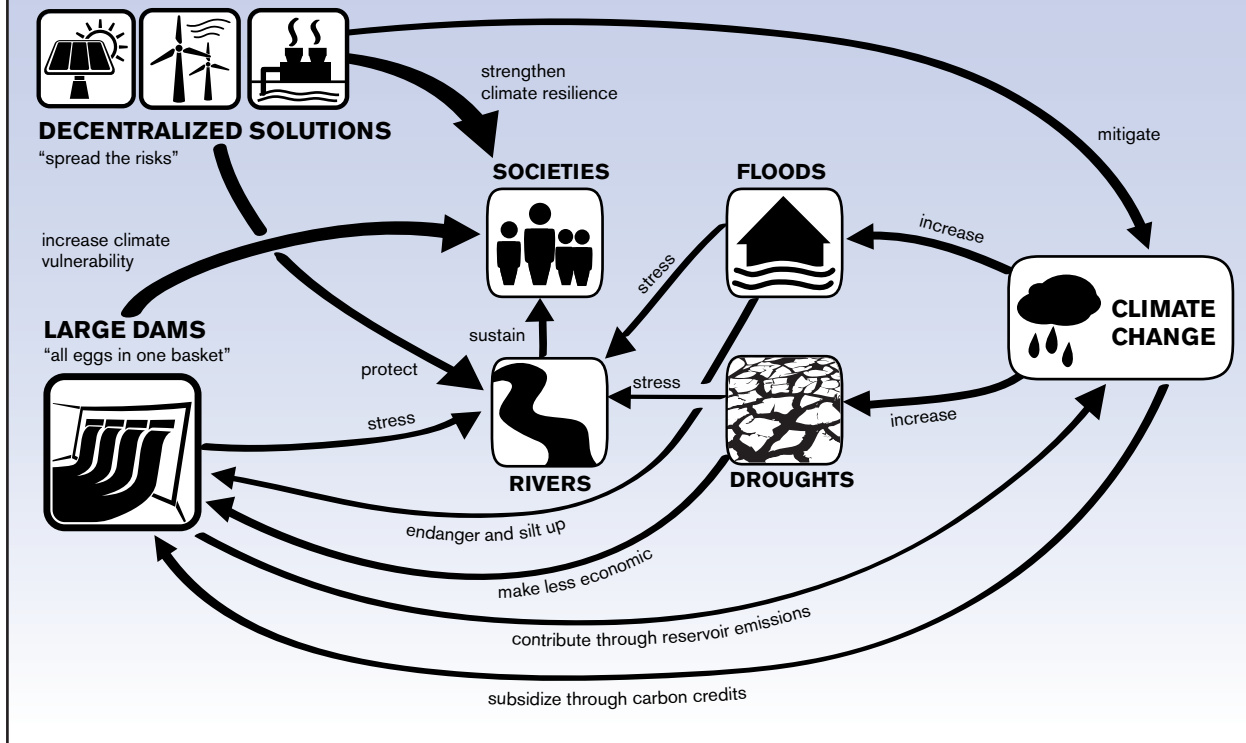 strengthen
climate resilience
DECENTRALIZED SOLUTIONS
“spread the risks”
mitigate
SOCIETIES
FLOODS
increase climate
vulnerability
increase
stress
LARGE DAMS
“all eggs in one basket”
CLIMATE
CHANGE
sustain
protect
stress
stress
increase
RIVERS
DROUGHTS
endanger and silt up
make less economic
contribute through reservoir emissions
subsidize through carbon credits